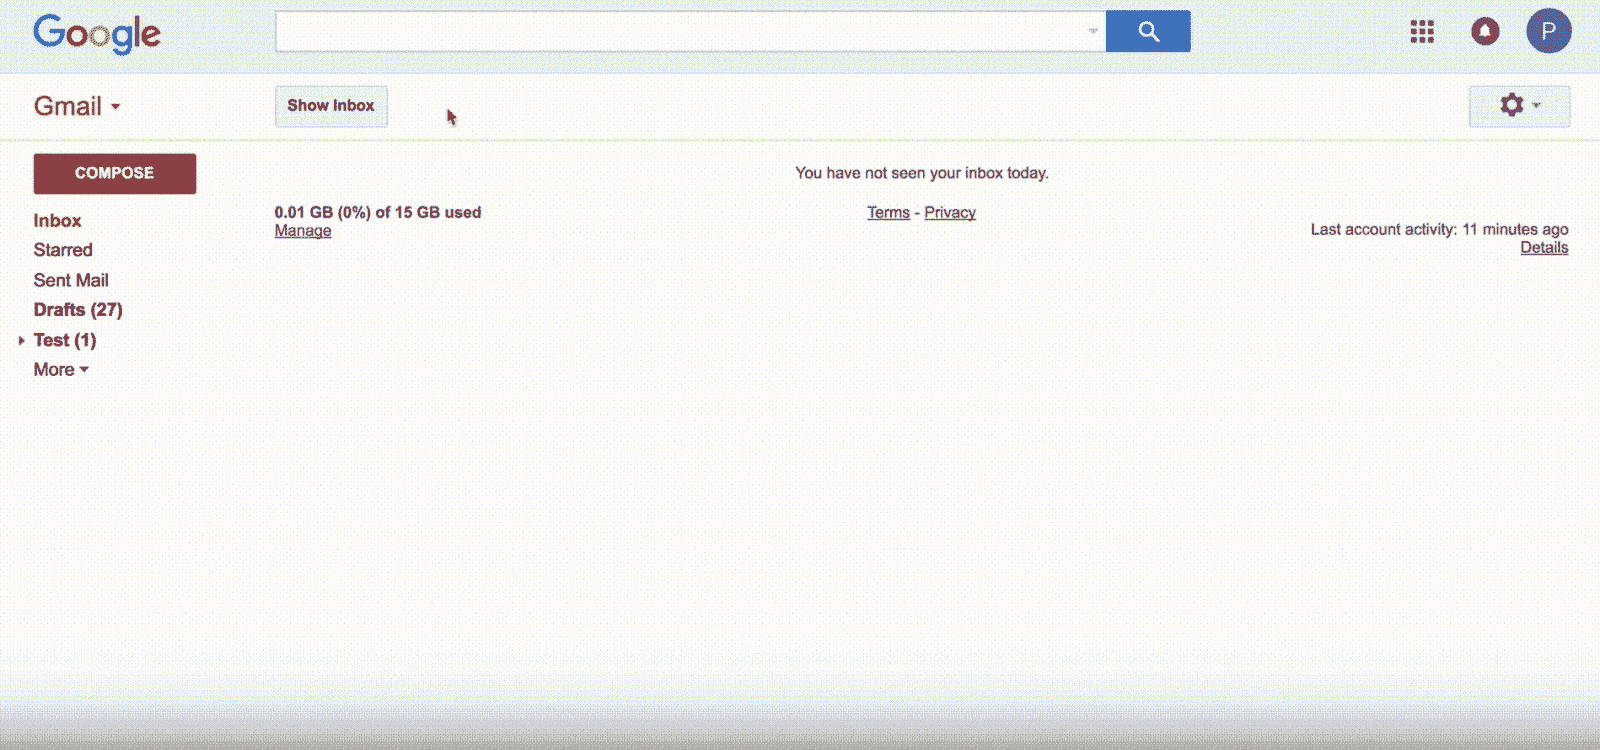 Google
P
Gmail
Show Inbox
COMPOSE
You have not seen your inbox today.
Inbox
0.01 GB (0%) of 15 GB used
Manage
Terms - Privacy
Last account activity: 11 minutes ago
Details
Starred
Sent Mail
Drafts (27)
Test (1)
More